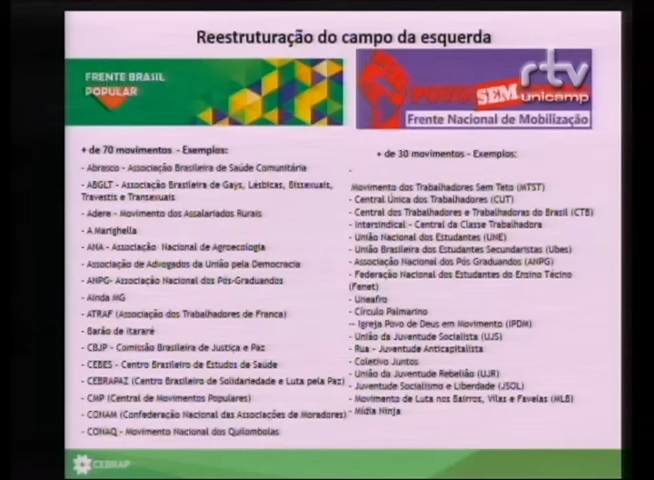 Reestruturação do campo da esquerda
FRENTE BRASIL
POPULAR
POVO SEM
Frente Nacional de Mobilização
rtv
unicamp
+ de 70 movimentos - Exemplos:
- Abrasco - Associação Brasileira de Saúde Comunitária
- ABGLT - Associação Brasileira de Gays, Lésbicas, Bissexuais,
Travestis e Transexuais
- Adere - Movimento dos Assalariados Rurais
- A Marighella
- ANA - Associação Nacional de Agroecologia
- Associação de Advogados da União pela Democracia
- ANPG- Associação Nacional dos Pós-Graduandos
- Ainda MG
- ATRAF (Associação dos Trabalhadores de Franca)
- Barão de Itararé
- CBJP - Comissão Brasileira de Justiça e Paz
- CEBES - Centro Brasileiro de Estudos de Saúde
- CEBRAPAZ (Centro Brasileiro de Solidariedade e Luta pela Paz)
- CMP (Central de Movimentos Populares)
- CONAM (Confederação Nacional das Associações de Moradores)
- CONAQ - Movimento Nacional dos Quilombolas
+ de 30 movimentos - Exemplos:
-
Movimento dos Trabalhadores Sem Teto (MTST)
- Central Única dos Trabalhadores (CUT)
- Central dos Trabalhadores e Trabalhadoras do Brasil (CTB)
- Intersindical - Central da Classe Trabalhadora
- União Nacional dos Estudantes (UNE)
- União Brasileira dos Estudantes Secundaristas (Ubes)
- Associação Nacional dos Pós Graduandos (ANPG)
- Federação Nacional dos Estudantes do Ensino Técino
(Fenet)
- Uneafro
- Círculo Palmarino
-- Igreja Povo de Deus em Movimento (IPDM)
- União da Juventude Socialista (UJS)
- Rua - Juventude Anticapitalista
- Coletivo Juntos
- União da Juventude Rebelião (UJR)
- Juventude Socialismo e Liberdade (JSOL)
- Movimento de Luta nos Bairros, Vilas e Favelas (MLB)
- Mídia Ninja
CEBRAP